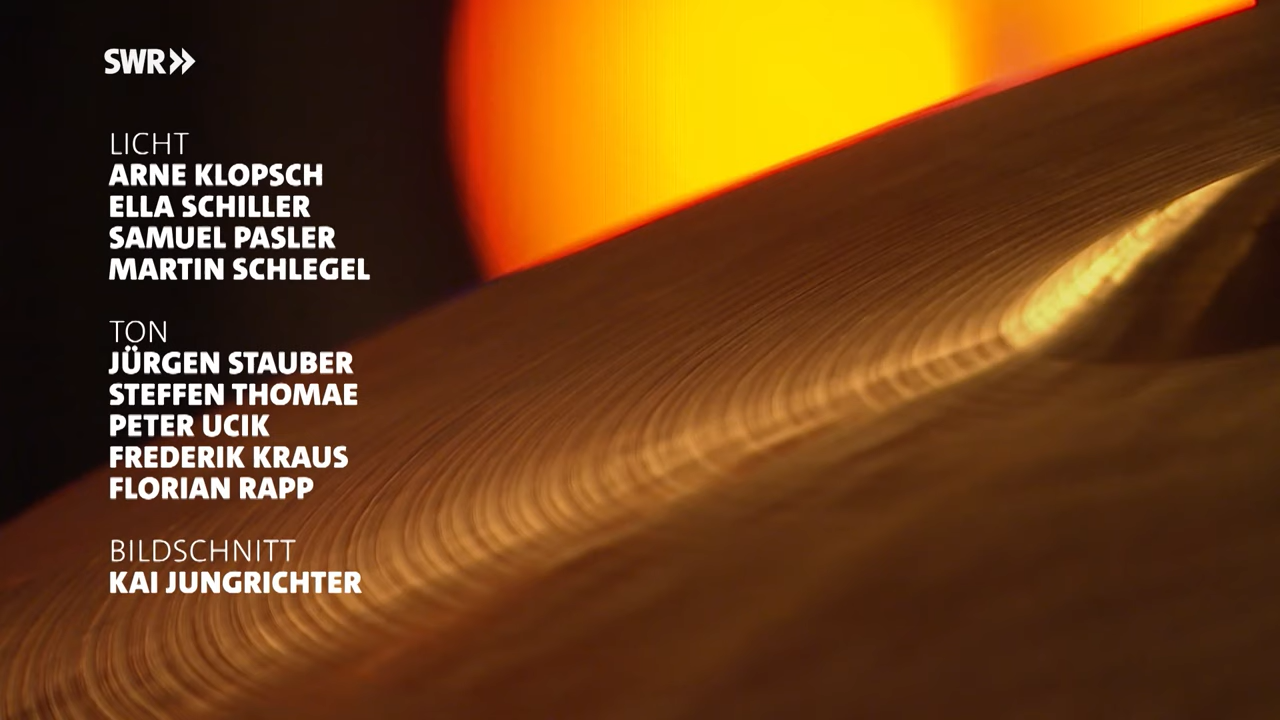 SWR»
LICHT
ARNE KLOPSCH
ELLA SCHILLER
SAMUEL PASLER
MARTIN SCHLEGEL
TON
JÜRGEN STAUBER
STEFFEN THOMAE
PETER UCIK
FREDERIK KRAUS
FLORIAN RAPP
BILDSCHNITT
KAI JUNGRICHTER